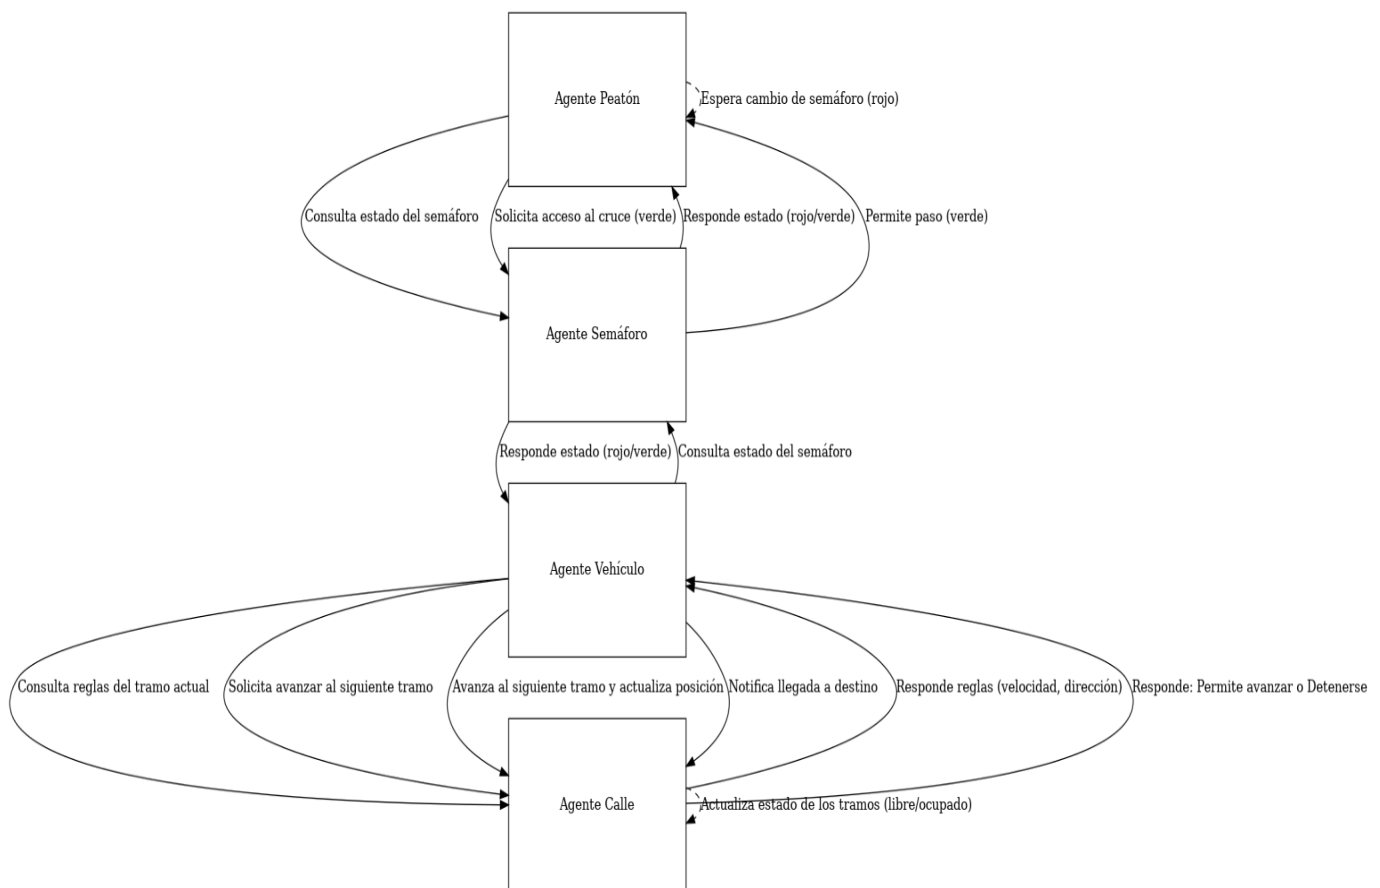 Agente Peatón
Espera cambio de semáforo (rojo)
Consulta estado del semáforo
Solicita acceso al cruce (verde)
Responde estado (rojo/verde)
Permite paso (verde)
Agente Semáforo
Responde estado (rojo/verde)
Consulta estado del semáforo
Agente Vehículo
Consulta reglas del tramo actual
Solicita avanzar al siguiente tramo
Avanza al siguiente tramo y actualiza posición
Notifica llegada a destino
Responde reglas (velocidad, dirección)
Responde: Permite avanzar o Detenerse
Agente Calle
Actualiza estado de los tramos (libre/ocupado)